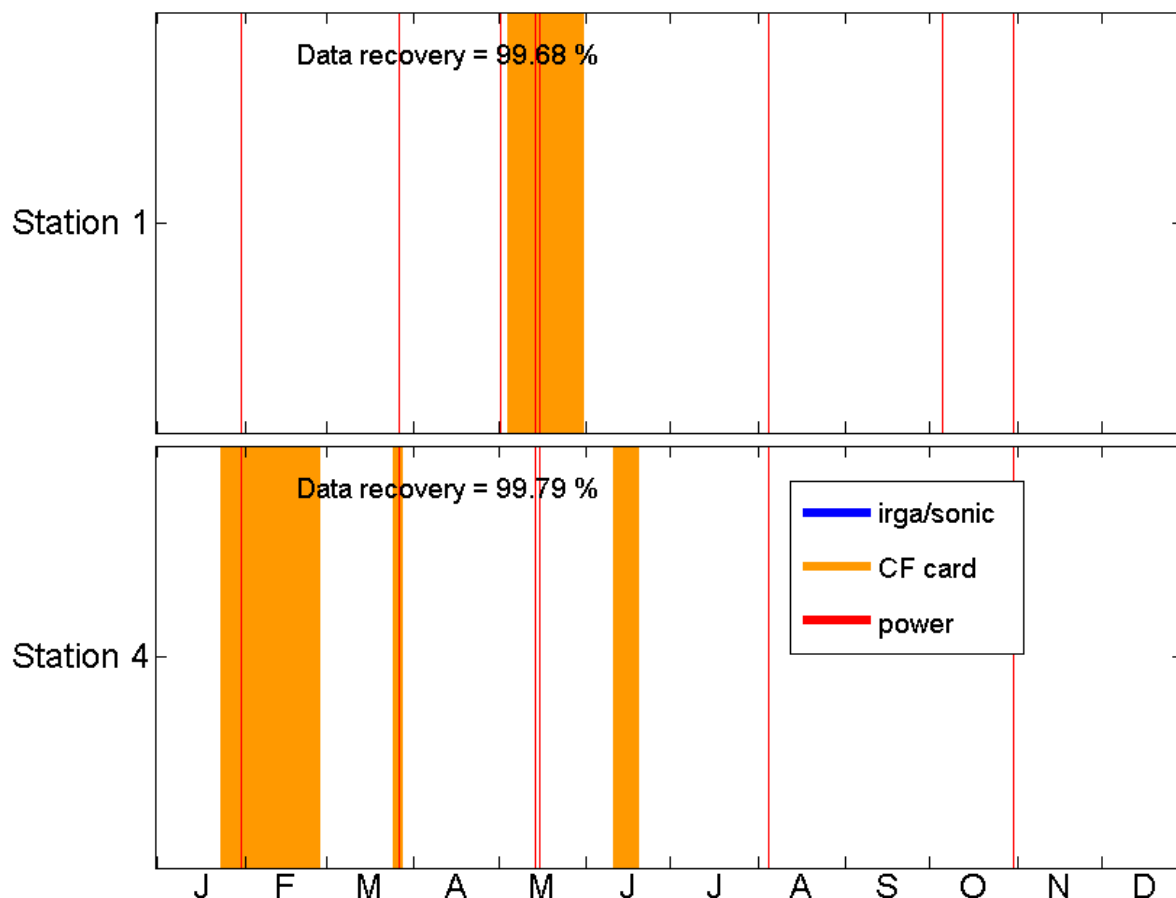 Data recovery = 99.68 %
Station 1
Data recovery = 99.79 %
irga/sonic
CF card
power
Station 4
J F M A M J J A S O N D